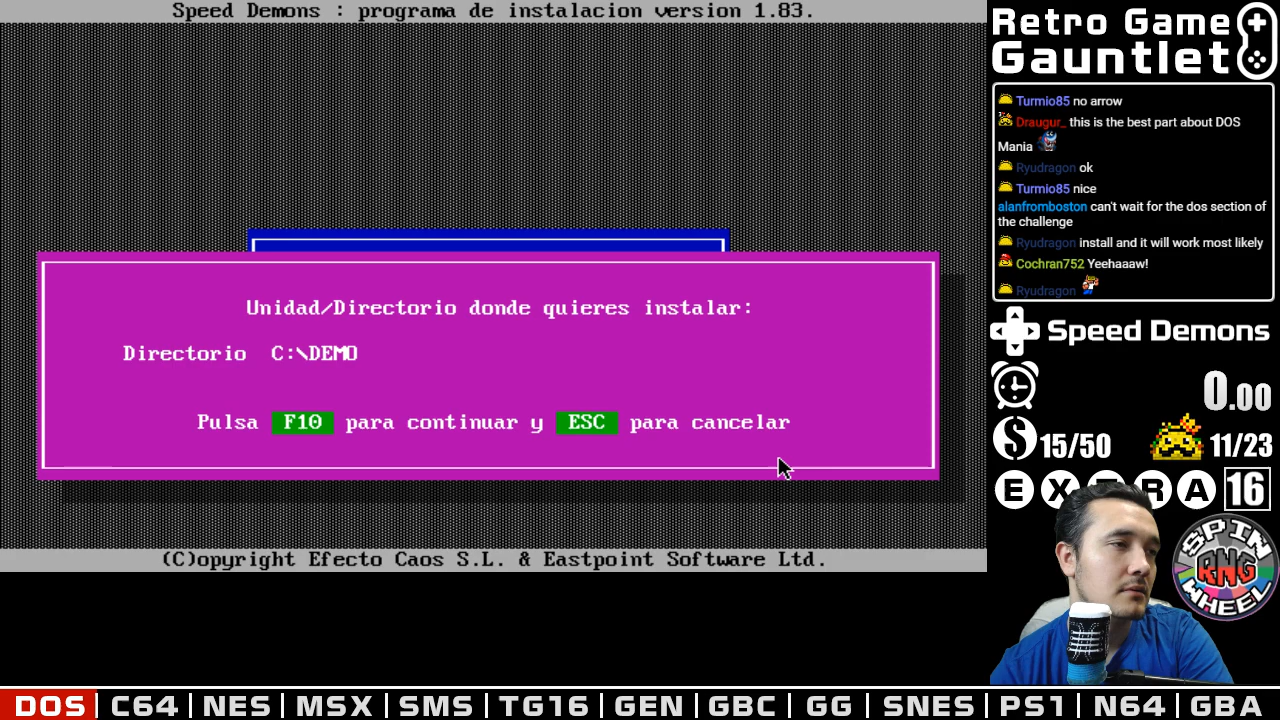 Speed Demons : programa de instalacion version 1.83.
Unidad/Directorio donde quieres instalar:
Directorio C:\DEMO
Pulsa F10 para continuar y ESC para cancelar
(C)opyright Efecto Caos S.L. & Eastpoint Software Ltd.
Retro Game
Gauntlet
Turmio85 no arrow
Draugur_ this is the best part about DOS
Mania
Ryudragon ok
Turmio85 nice
alanfromboston can't wait for the dos section of
the challenge
Ryudragon install and it will work most likely
Cochran752 Yeehaaaw!
Ryudragon
Speed Demons
0.00
15/50 11/23
EXTRA 16
SPIN
RNG
WHEEL
DOS C64 NES MSX SMS TG16 GEN GBC GG SNES PS1 N64 GBA